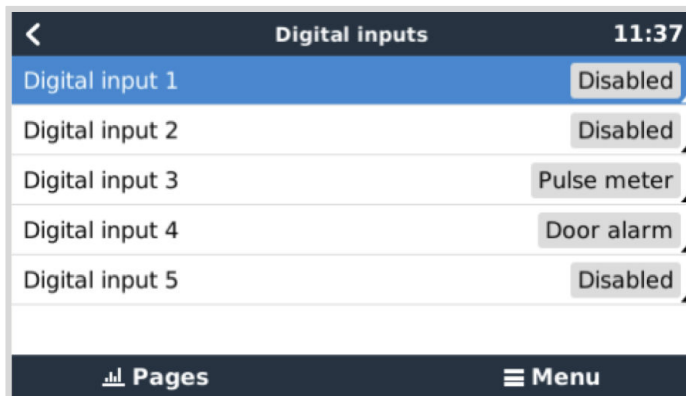 Digital inputs 11:37
Digital input 1 Disabled
Digital input 2 Disabled
Digital input 3 Pulse meter
Digital input 4 Door alarm
Digital input 5 Disabled
Pages Menu